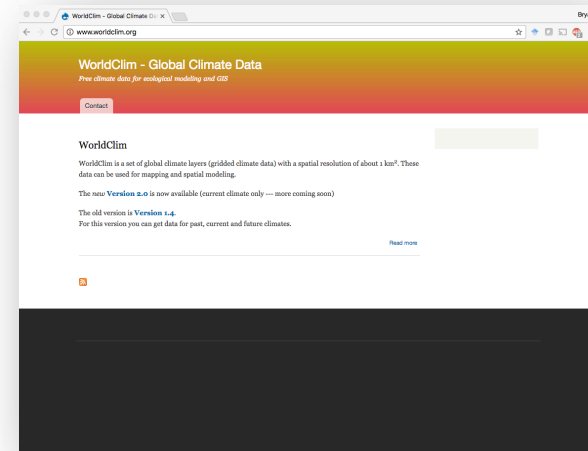 WorldClim - Global Climate Da
Bry
www.worldclim.org
WorldClim - Global Climate Data
Free climate data for ecological modeling and GIS
Contact
WorldClim
WorldClim is a set of global climate layers (gridded climate data) with a spatial resolution of about 1 km². These
data can be used for mapping and spatial modeling.
The new Version 2.0 is now available (current climate only --- more coming soon)
The old version is Version 1.4.
For this version you can get data for past, current and future climates.
Read more